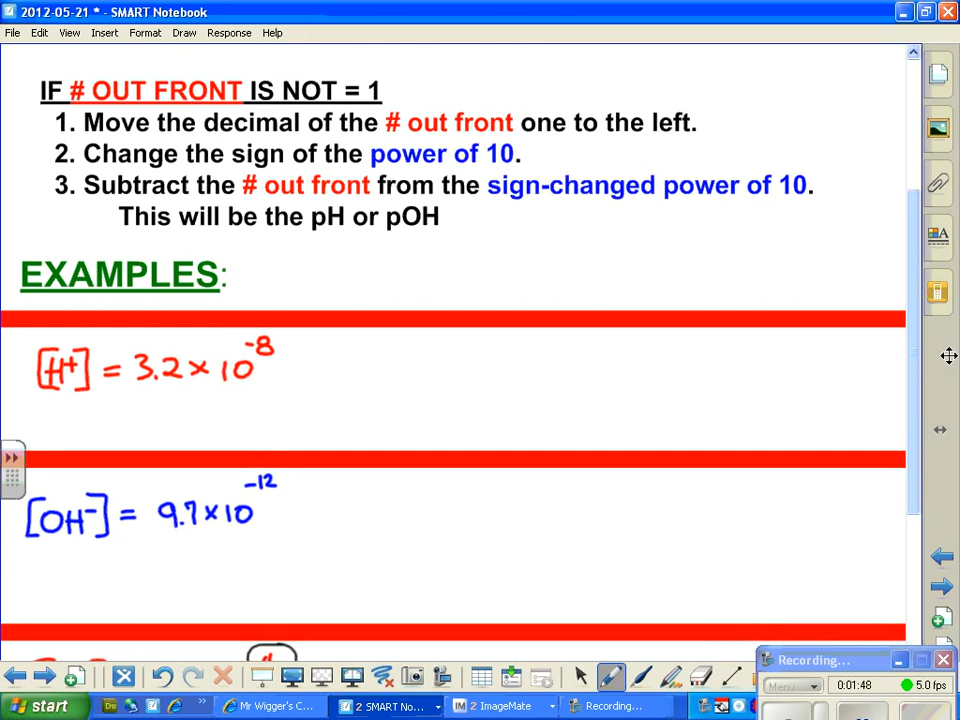 2012-05-21 * - SMART Notebook
File Edit View Insert Format Draw Response Help
IF # OUT FRONT IS NOT = 1
1. Move the decimal of the # out front one to the left.
2. Change the sign of the power of 10.
3. Subtract the # out front from the sign-changed power of 10.
This will be the pH or pOH
EXAMPLES:
[H⁺] = 3.2 × 10⁻⁸
[OH⁻] = 9.7 × 10⁻¹²
Recording...
Menu 0:01:48 5.0 fps
start Mr Wigger's C... 2 SMART No... 2 ImageMate Recording...